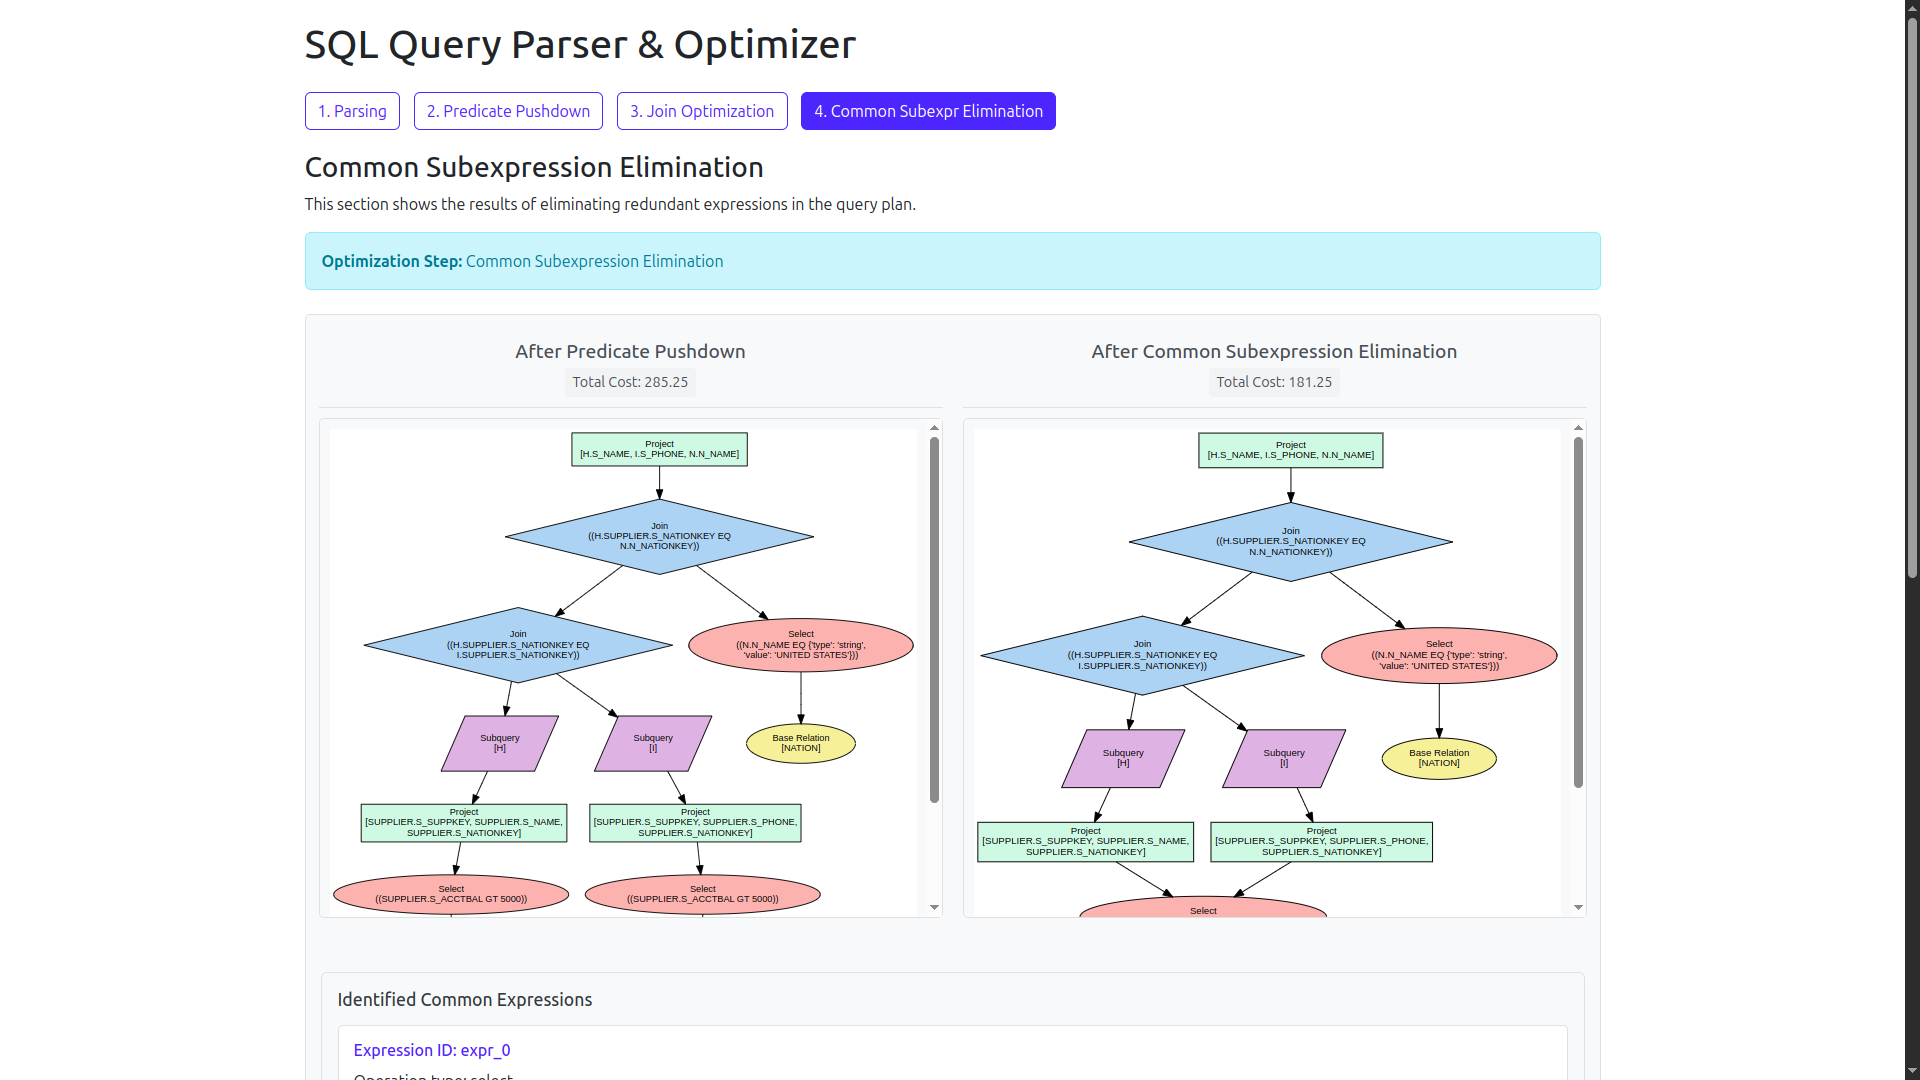 SQL Query Parser & Optimizer
1. Parsing
2. Predicate Pushdown
3. Join Optimization
4. Common Subexpr Elimination
Common Subexpression Elimination
This section shows the results of eliminating redundant expressions in the query plan.
Optimization Step: Common Subexpression Elimination
After Predicate Pushdown
Total Cost: 285.25
Project
[H.S_NAME, I.S_PHONE, N.N_NAME]
Join
((H.SUPPLIER.S_NATIONKEY EQ
N.N_NATIONKEY))
Join
((H.SUPPLIER.S_NATIONKEY EQ
I.SUPPLIER.S_NATIONKEY))
Select
((N.N_NAME EQ {'type': 'string',
'value': 'UNITED STATES'}))
Subquery
[H]
Subquery
[I]
Base Relation
[NATION]
Project
[SUPPLIER.S_SUPPKEY, SUPPLIER.S_NAME,
SUPPLIER.S_NATIONKEY]
Project
[SUPPLIER.S_SUPPKEY, SUPPLIER.S_PHONE,
SUPPLIER.S_NATIONKEY]
Select
((SUPPLIER.S_ACCTBAL GT 5000))
Select
((SUPPLIER.S_ACCTBAL GT 5000))
After Common Subexpression Elimination
Total Cost: 181.25
Project
[H.S_NAME, I.S_PHONE, N.N_NAME]
Join
((H.SUPPLIER.S_NATIONKEY EQ
N.N_NATIONKEY))
Join
((H.SUPPLIER.S_NATIONKEY EQ
I.SUPPLIER.S_NATIONKEY))
Select
((N.N_NAME EQ {'type': 'string',
'value': 'UNITED STATES'}))
Subquery
[H]
Subquery
[I]
Base Relation
[NATION]
Project
[SUPPLIER.S_SUPPKEY, SUPPLIER.S_NAME,
SUPPLIER.S_NATIONKEY]
Project
[SUPPLIER.S_SUPPKEY, SUPPLIER.S_PHONE,
SUPPLIER.S_NATIONKEY]
Select
Identified Common Expressions
Expression ID: expr_0
Operation type: select